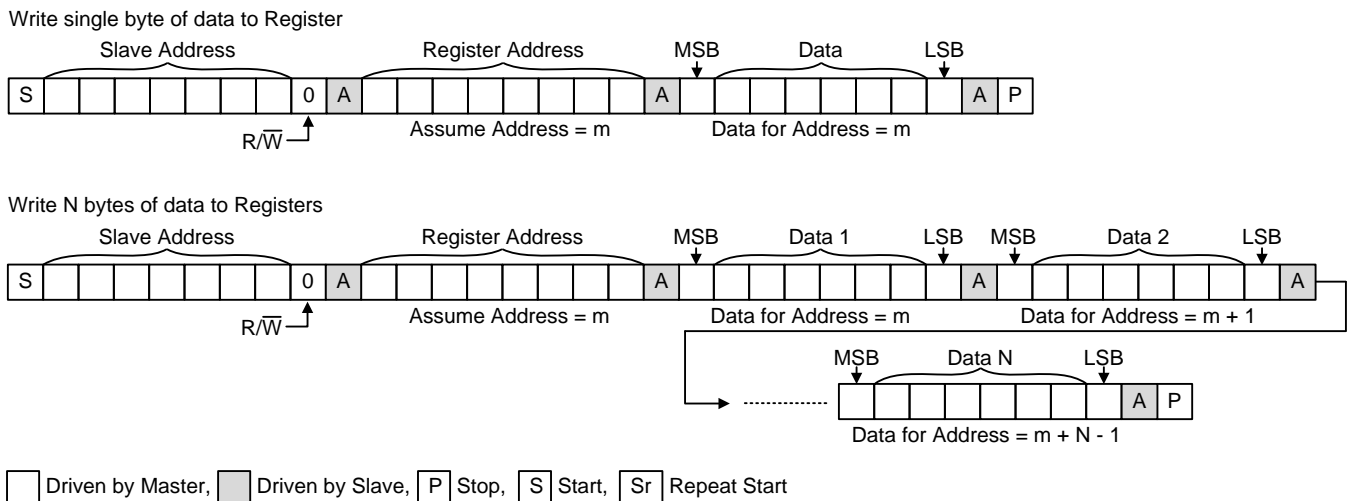 Write single byte of data to Register
Slave Address Register Address MSB Data LSB
S 0 A A A P
R/W̅ Assume Address = m Data for Address = m
Write N bytes of data to Registers
Slave Address Register Address MSB Data 1 LSB MSB Data 2 LSB
S 0 A A A A
R/W̅ Assume Address = m Data for Address = m Data for Address = m + 1
MSB Data N LSB
A P
Data for Address = m + N - 1
Driven by Master, Driven by Slave, P Stop, S Start, Sr Repeat Start